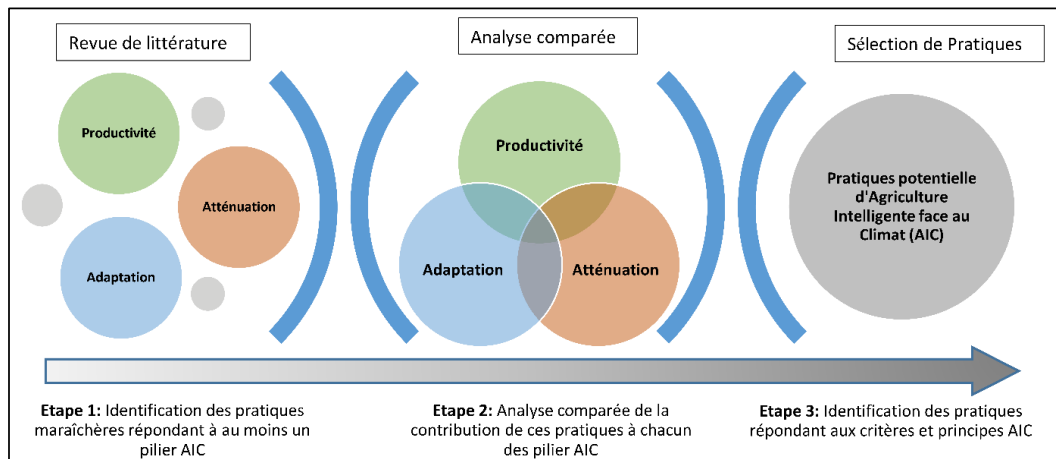 Revue de littérature
Analyse comparée
Sélection de Pratiques
Productivité
Atténuation
Adaptation
Productivité
Adaptation
Atténuation
Pratiques potentielle
d'Agriculture
Intelligente face au
Climat (AIC)
Etape 1: Identification des pratiques
maraîchères répondant à au moins un
pilier AIC
Etape 2: Analyse comparée de la
contribution de ces pratiques à chacun
des pilier AIC
Etape 3: Identification des pratiques
répondant aux critères et principes AIC